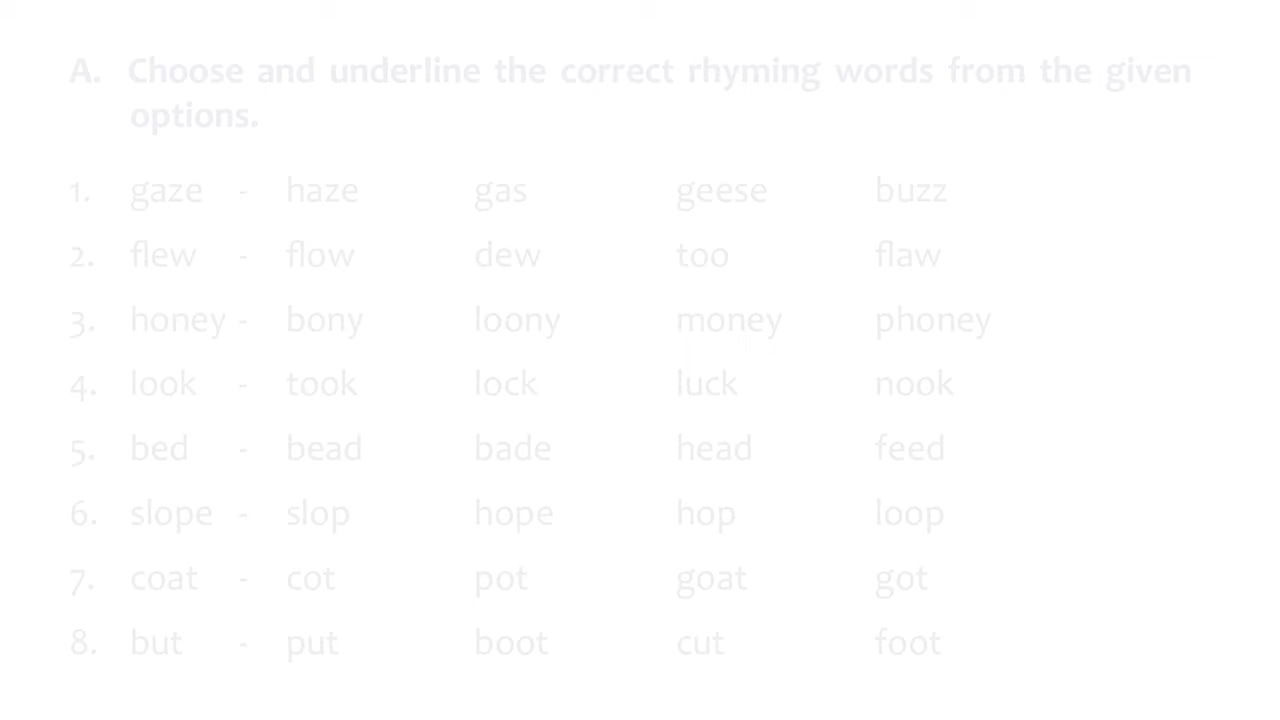 A. Choose and underline the correct rhyming words from the given
options.
1. gaze - haze gas geese buzz
2. flew - flow dew too flaw
3. honey - bony loony money phoney
4. look - took lock luck nook
5. bed - bead bade head feed
6. slope - slop hope hop loop
7. coat - cot pot goat got
8. but - put boot cut foot